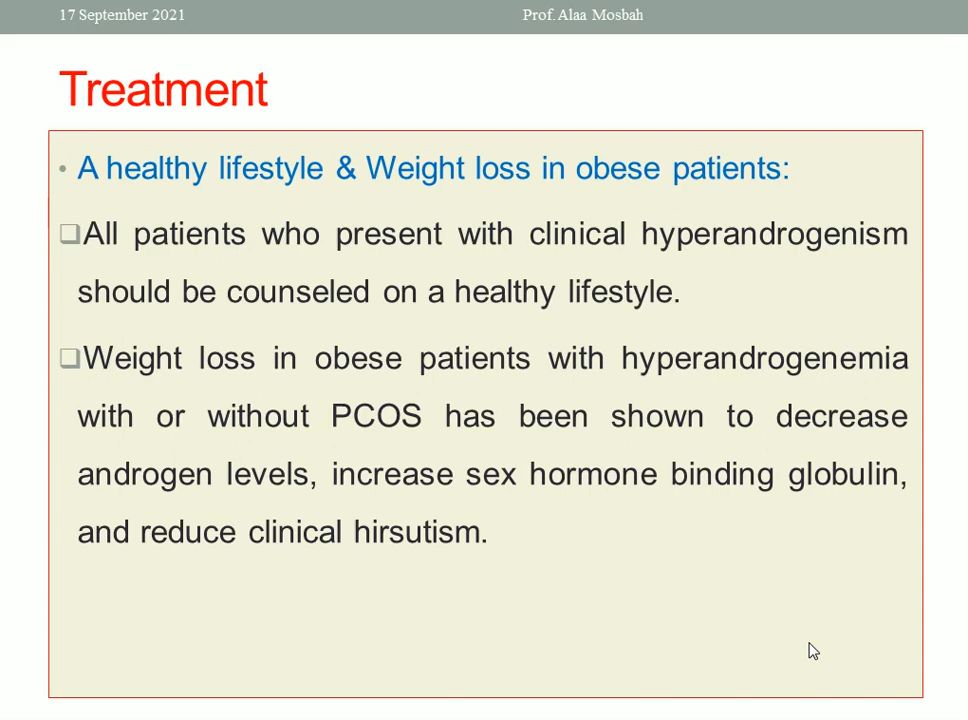 17 September 2021 Prof. Alaa Mosbah
Treatment
• A healthy lifestyle & Weight loss in obese patients:
❑All patients who present with clinical hyperandrogenism
should be counseled on a healthy lifestyle.
❑Weight loss in obese patients with hyperandrogenemia
with or without PCOS has been shown to decrease
androgen levels, increase sex hormone binding globulin,
and reduce clinical hirsutism.